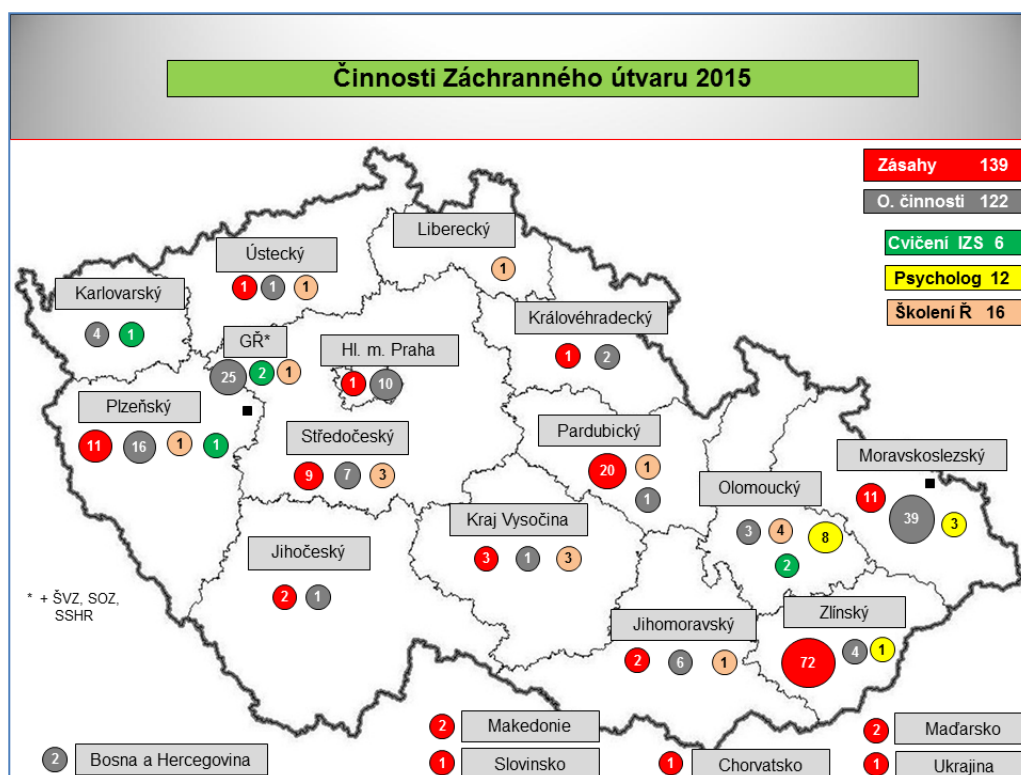 Činnosti Záchranného útvaru 2015
Zásahy 139
O. činnosti 122
Cvičení IZS 6
Psycholog 12
Školení Ř 16
Liberecký
1
Ústecký
1 1 1
Karlovarský
4 1
Královéhradecký
1 2
GŘ*
25 2 1
Hl. m. Praha
1 10
Plzeňský
11 16 1 1
Středočeský
9 7 3
Pardubický
20 1
1
Moravskoslezský
11 39 3
Olomoucký
3 4 8
2
Kraj Vysočina
3 1 3
Jihočeský
2 1
* + ŠVZ, SOZ,
SSHR
Jihomoravský
2 6 1
Zlínský
72 4 1
2 Makedonie
2 Maďarsko
2 Bosna a Hercegovina
1 Slovinsko
1 Chorvatsko
1 Ukrajina